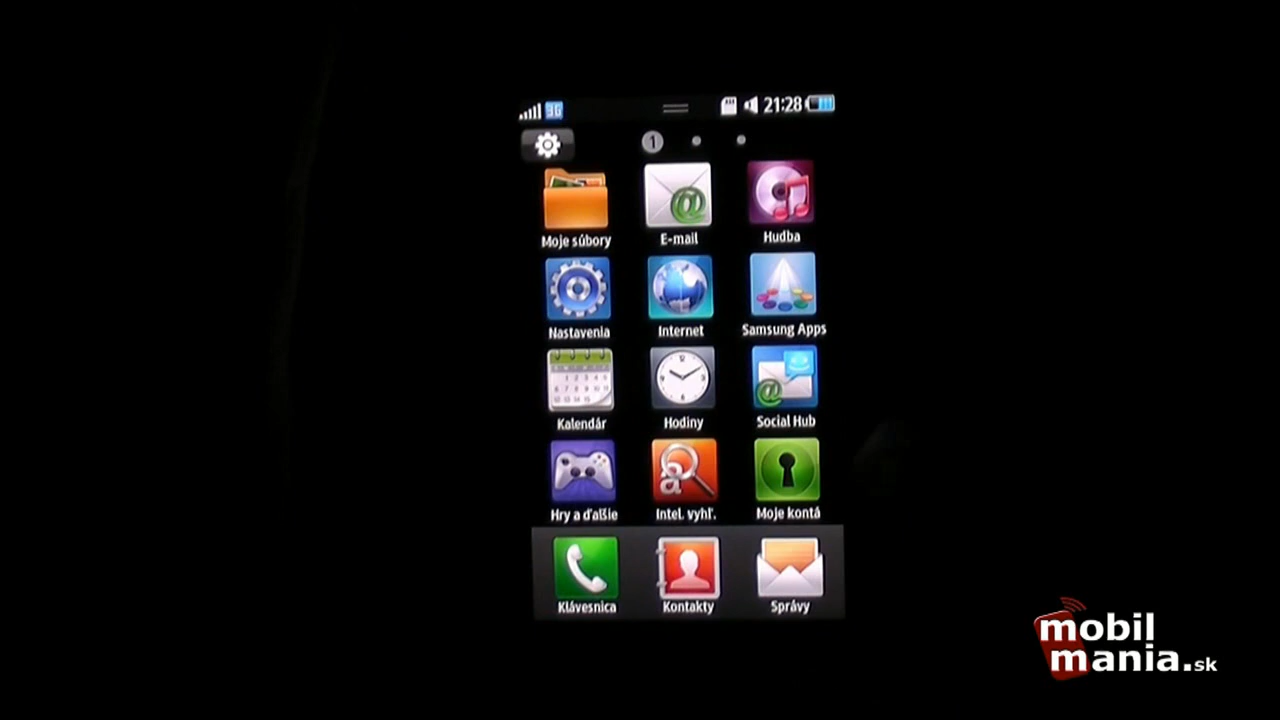 3G 21:28
1
Moje súbory E-mail Hudba
Nastavenia Internet Samsung Apps
Kalendár Hodiny Social Hub
Hry a ďalšie Intel. vyhľ. Moje kontá
Klávesnica Kontakty Správy
mobil
mania.sk